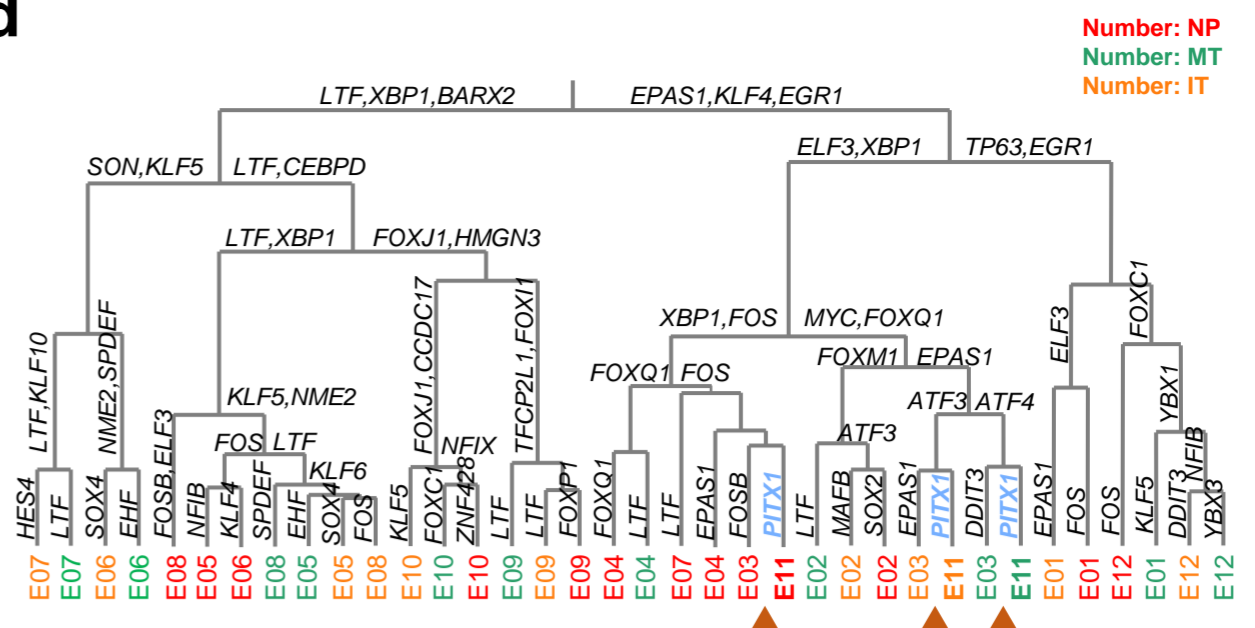 d
Number: NP
Number: MT
Number: IT
LTF,XBP1,BARX2 EPAS1,KLF4,EGR1
ELF3,XBP1 TP63,EGR1
SON,KLF5 LTF,CEBPD
LTF,XBP1 FOXJ1,HMGN3
XBP1,FOS MYC,FOXQ1
FOXM1 EPAS1
FOXQ1 FOS
KLF5,NME2
ATF3 ATF4
ATF3
FOS LTF
NFIX
KLF6
LTF,KLF10
NME2,SPDEF
FOSB,ELF3
FOXJ1,CCDC17
TFCP2L1,FOXI1
ELF3
FOXC1
YBX1
NFIB
HES4 LTF SOX4 EHF NFIB KLF4 SPDEF EHF SOX4 FOS KLF5 FOXC1 ZNF428 LTF LTF FOXP1 FOXQ1 LTF LTF EPAS1 FOSB PITX1 LTF MAFB SOX2 EPAS1 PITX1 DDIT3 PITX1 EPAS1 FOS FOS KLF5 DDIT3 YBX3
E07 E07 E06 E06 E08 E05 E06 E08 E05 E05 E08 E10 E10 E10 E09 E09 E09 E04 E04 E07 E04 E03 E11 E02 E02 E02 E03 E11 E03 E11 E01 E01 E12 E01 E12 E12